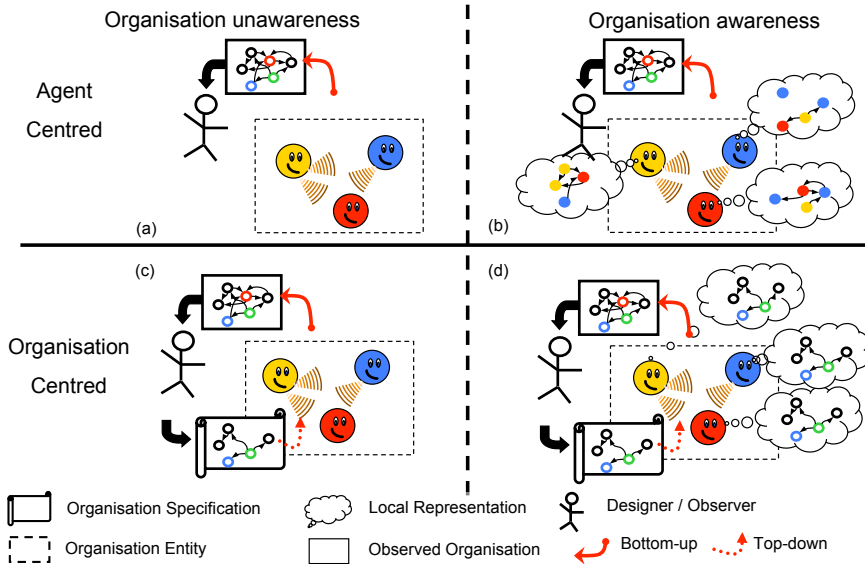 Organisation unawareness
Organisation awareness
Agent
Centred
(a)
(b)
(c)
(d)
Organisation
Centred
Organisation Specification
Local Representation
Designer / Observer
Organisation Entity
Observed Organisation
Bottom-up
Top-down